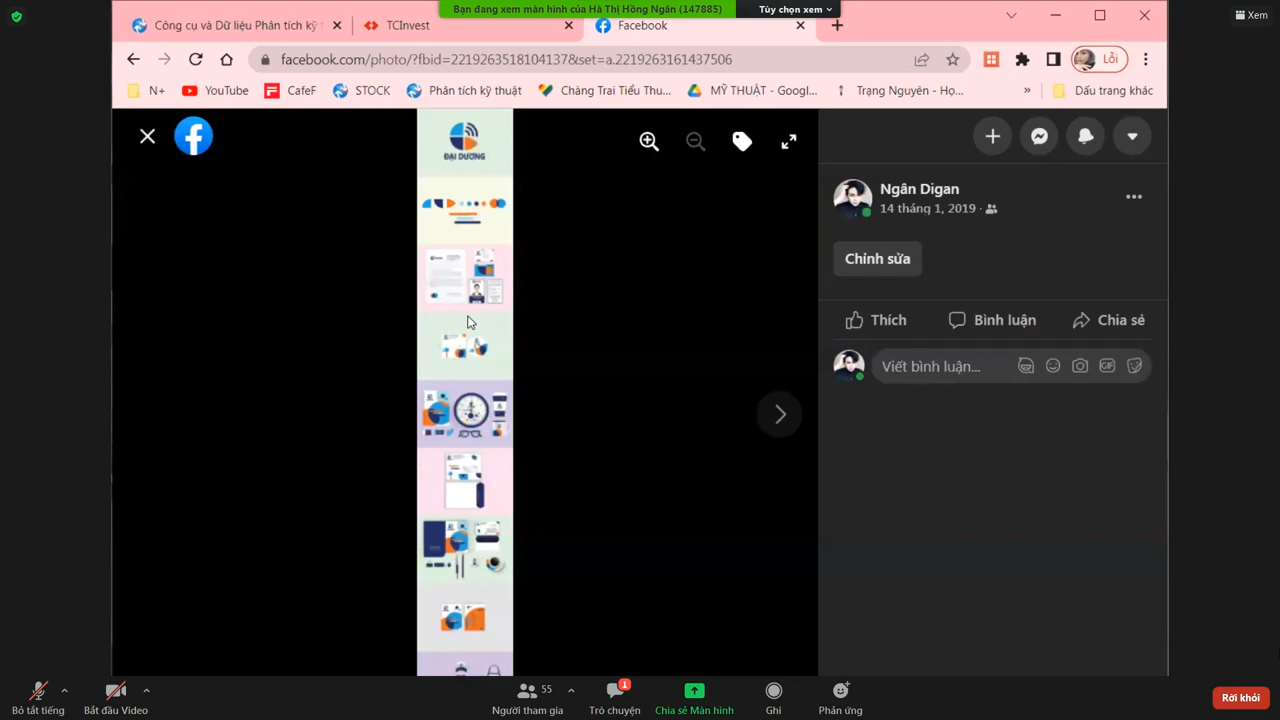 Bạn đang xem màn hình của Hà Thị Hồng Ngân (147885)
Tùy chọn xem
Xem
Công cụ và Dữ liệu Phân tích kỹ t
TCInvest
Facebook
facebook.com/photo/?fbid=2219263518104137&set=a.2219263161437506
Lỗi
N+
YouTube
CafeF
STOCK
Phân tích kỹ thuật
Chàng Trai Tiểu Thu...
MỸ THUẬT - Googl...
Trạng Nguyên - Họ...
»
Dấu trang khác
ĐẠI DƯƠNG
Ngân Digan
14 tháng 1, 2019 ·
Chỉnh sửa
Thích
Bình luận
Chia sẻ
Viết bình luận...
GIF
Bỏ tắt tiếng
Bắt đầu Video
55
Người tham gia
1
Trò chuyện
Chia sẻ Màn hình
Ghi
Phản ứng
Rời khỏi